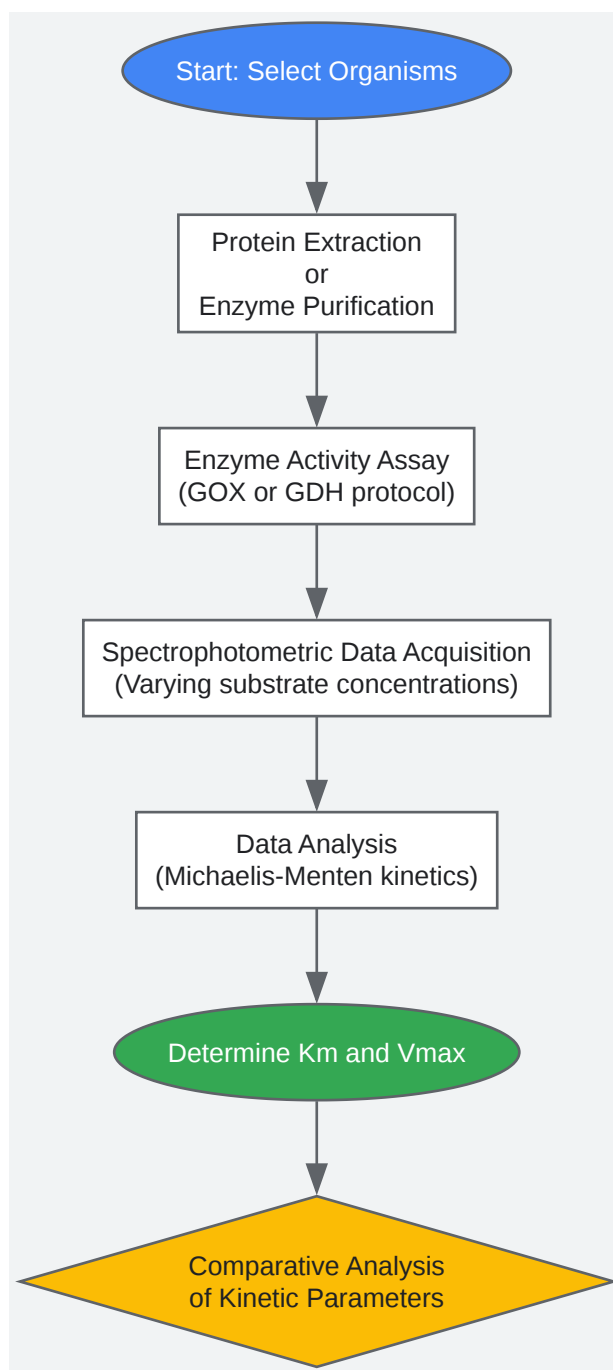 Start: Select Organisms
Protein Extraction
or
Enzyme Purification
Enzyme Activity Assay
(GOX or GDH protocol)
Spectrophotometric Data Acquisition
(Varying substrate concentrations)
Data Analysis
(Michaelis-Menten kinetics)
Determine Km and Vmax
Comparative Analysis
of Kinetic Parameters